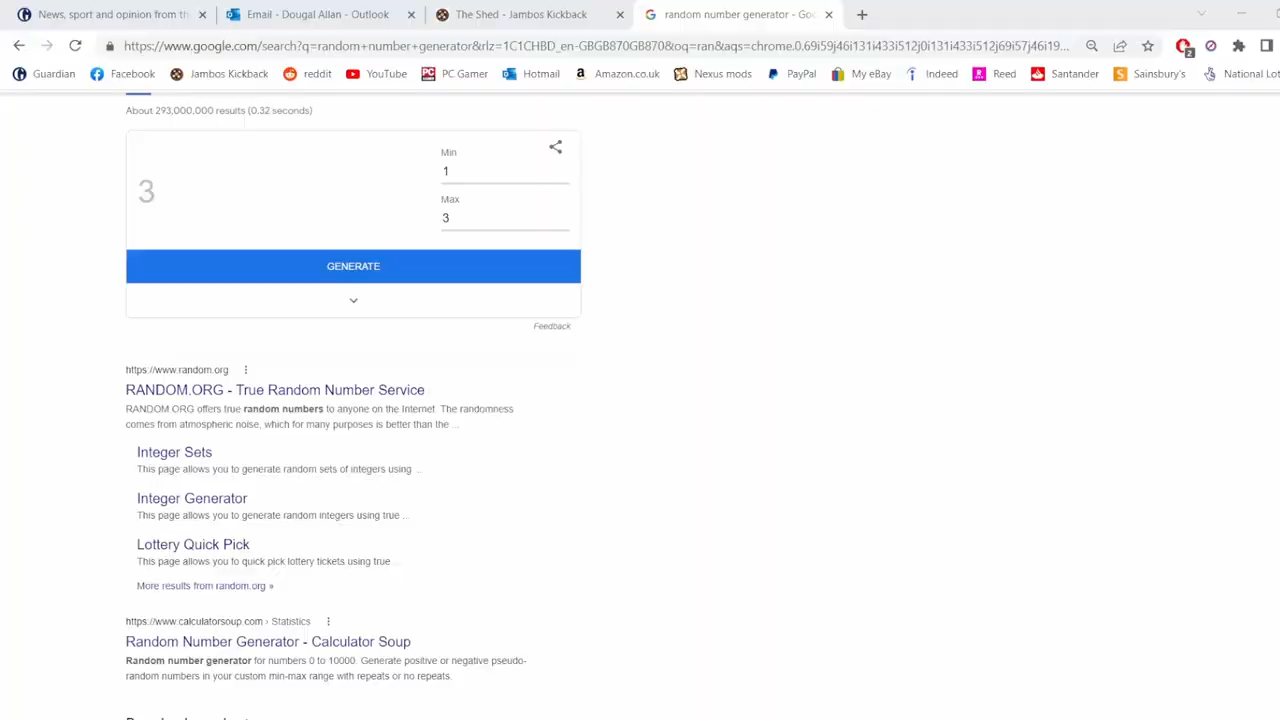 News, sport and opinion from th
Email - Dougal Allan - Outlook
The Shed - Jambos Kickback
random number generator - Goo
https://www.google.com/search?q=random+number+generator&rlz=1C1CHBD_en-GBGB870GB870&oq=ran&aqs=chrome.0.69i59j46i131i433i512j0i131i433i512j69i57j46i19...
2
Guardian
Facebook
Jambos Kickback
reddit
YouTube
PC Gamer
Hotmail
Amazon.co.uk
Nexus mods
PayPal
My eBay
Indeed
Reed
Santander
Sainsbury's
National Lot
About 293,000,000 results (0.32 seconds)
Min
1
3
Max
3
GENERATE
Feedback
https://www.random.org
RANDOM.ORG - True Random Number Service
RANDOM.ORG offers true random numbers to anyone on the Internet. The randomness
comes from atmospheric noise, which for many purposes is better than the ...
Integer Sets
This page allows you to generate random sets of integers using ...
Integer Generator
This page allows you to generate random integers using true ...
Lottery Quick Pick
This page allows you to quick pick lottery tickets using true ...
More results from random.org »
https://www.calculatorsoup.com › Statistics
Random Number Generator - Calculator Soup
Random number generator for numbers 0 to 10000. Generate positive or negative pseudo-
random numbers in your custom min-max range with repeats or no repeats.